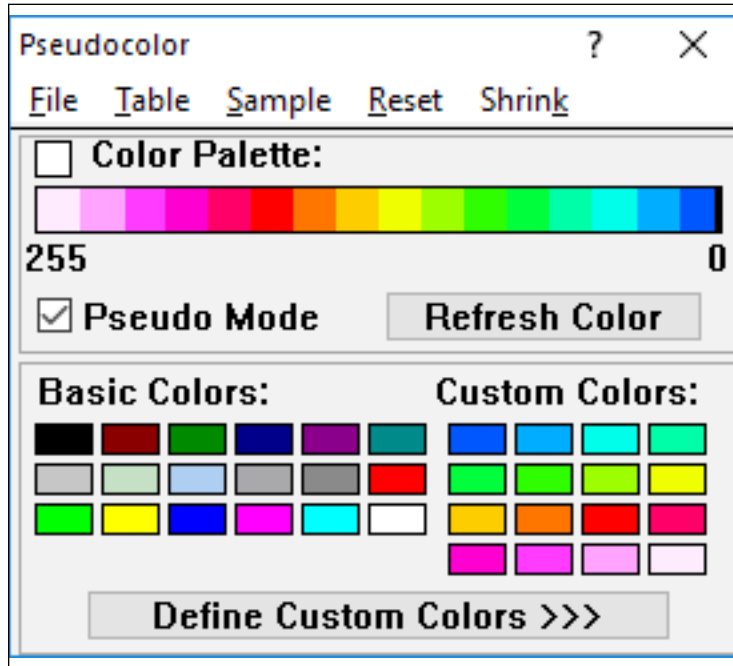 Pseudocolor ? ×
File Table Sample Reset Shrink
Color Palette:
255 0
Pseudo Mode Refresh Color
Basic Colors: Custom Colors:
Define Custom Colors >>>